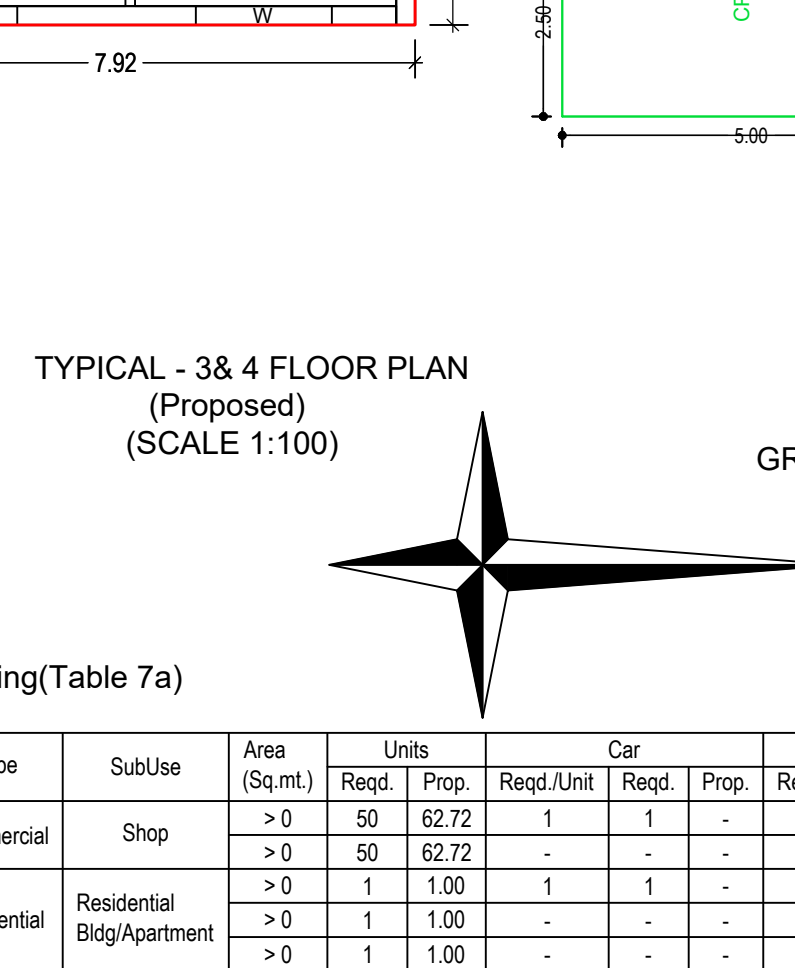 W
7.92
2.50
5.00
TYPICAL - 3& 4 FLOOR PLAN
(Proposed)
(SCALE 1:100)
ing(Table 7a)
SubUse
Area
(Sq.mt.)
Units
Car
Reqd. Prop. Reqd./Unit Reqd. Prop.
Shop
> 0 50 62.72 1 1 -
> 0 50 62.72 - - -
Residential
Bldg/Apartment
> 0 1 1.00 1 1 -
> 0 1 1.00 - - -
> 0 1 1.00 - - -